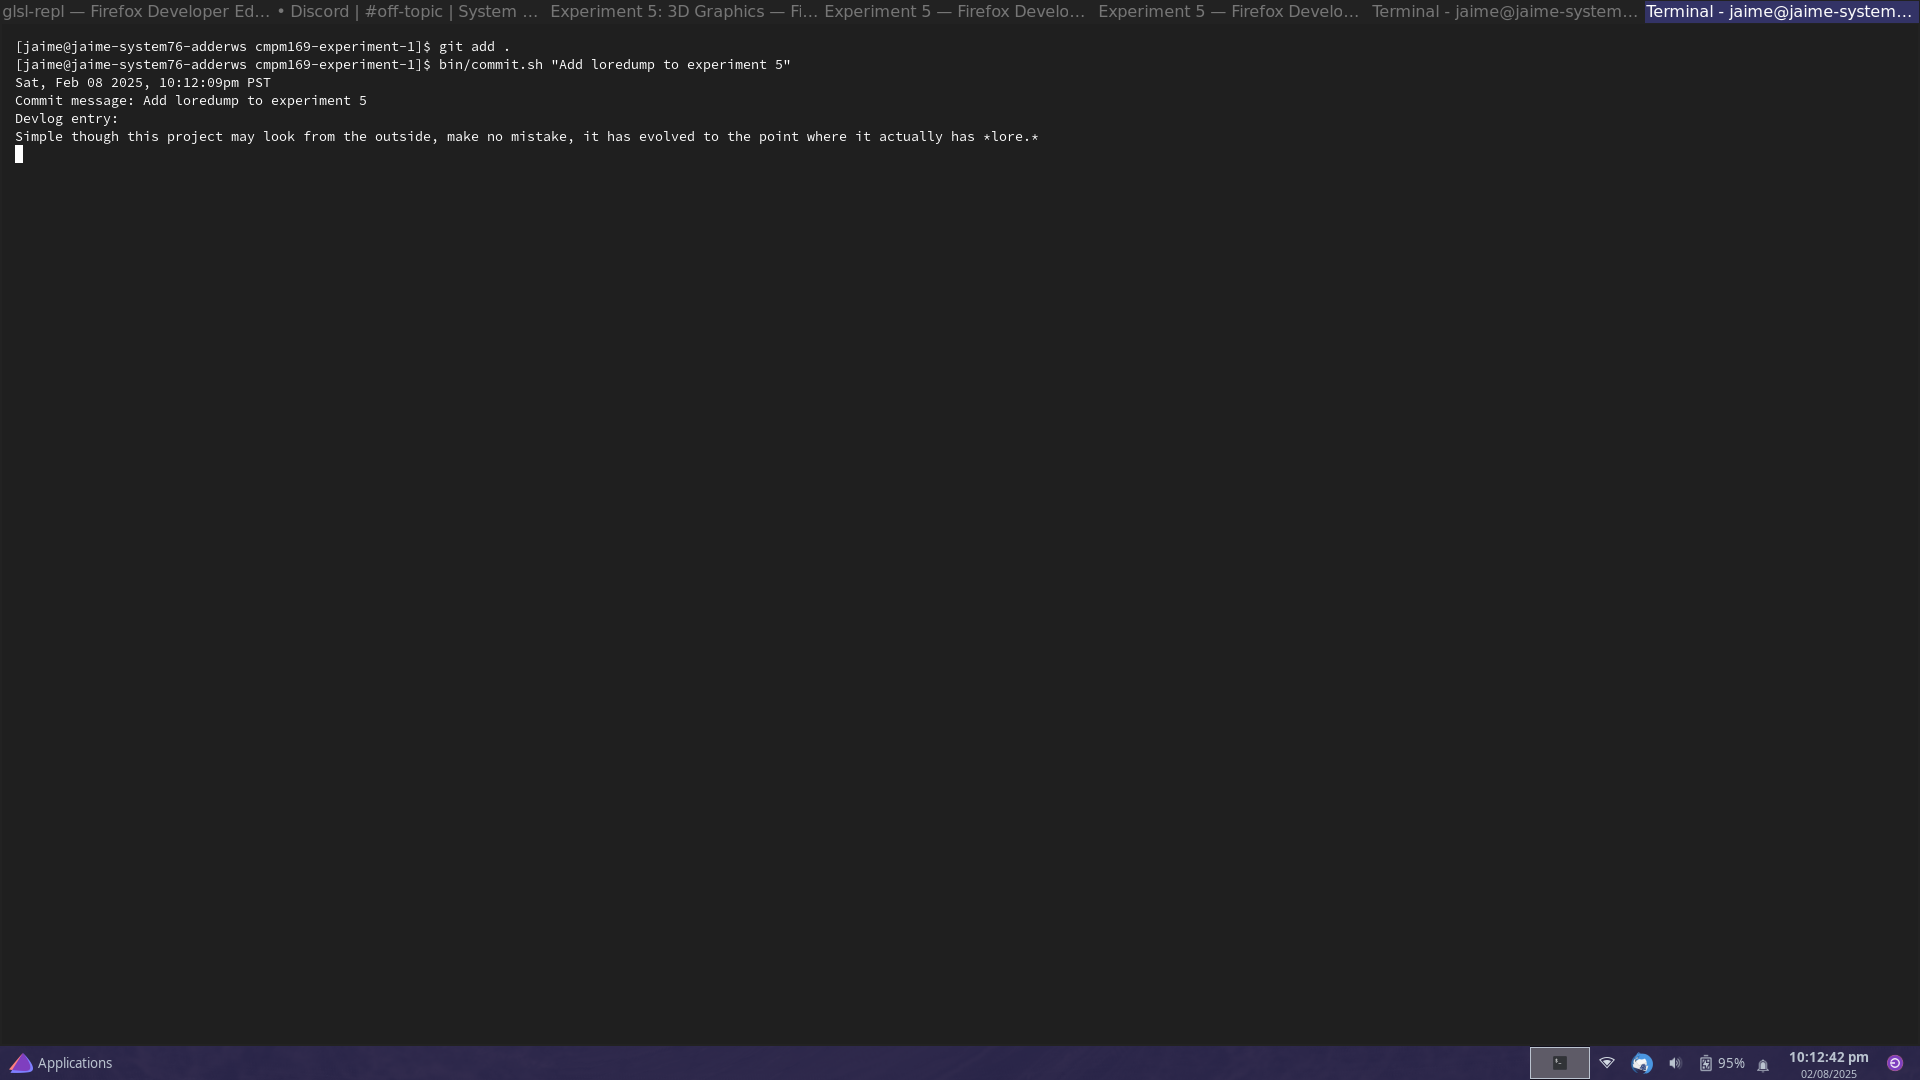 glsl-repl — Firefox Developer Ed… • Discord | #off-topic | System … Experiment 5: 3D Graphics — Fi… Experiment 5 — Firefox Develo… Experiment 5 — Firefox Develo… Terminal - jaime@jaime-system… Terminal - jaime@jaime-system…
[jaime@jaime-system76-adderws cmpm169-experiment-1]$ git add .
[jaime@jaime-system76-adderws cmpm169-experiment-1]$ bin/commit.sh "Add loredump to experiment 5"
Sat, Feb 08 2025, 10:12:09pm PST
Commit message: Add loredump to experiment 5
Devlog entry:
Simple though this project may look from the outside, make no mistake, it has evolved to the point where it actually has *lore.*
Applications 95% 10:12:42 pm
02/08/2025